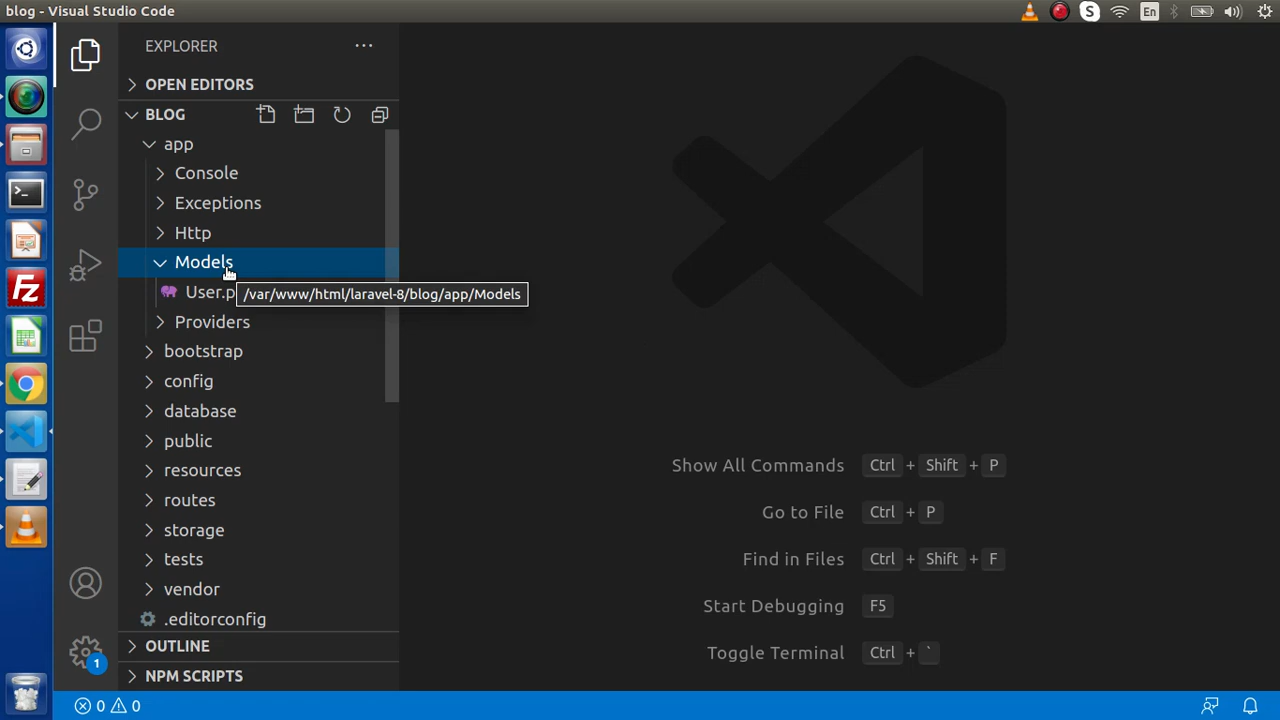 blog - Visual Studio Code
S
En
EXPLORER
OPEN EDITORS
BLOG
app
Console
Exceptions
Http
Models
User.p
/var/www/html/laravel-8/blog/app/Models
Providers
bootstrap
config
database
public
resources
routes
storage
tests
vendor
.editorconfig
OUTLINE
NPM SCRIPTS
Show All Commands Ctrl + Shift + P
Go to File Ctrl + P
Find in Files Ctrl + Shift + F
Start Debugging F5
Toggle Terminal Ctrl + `
Fz
1
0 0